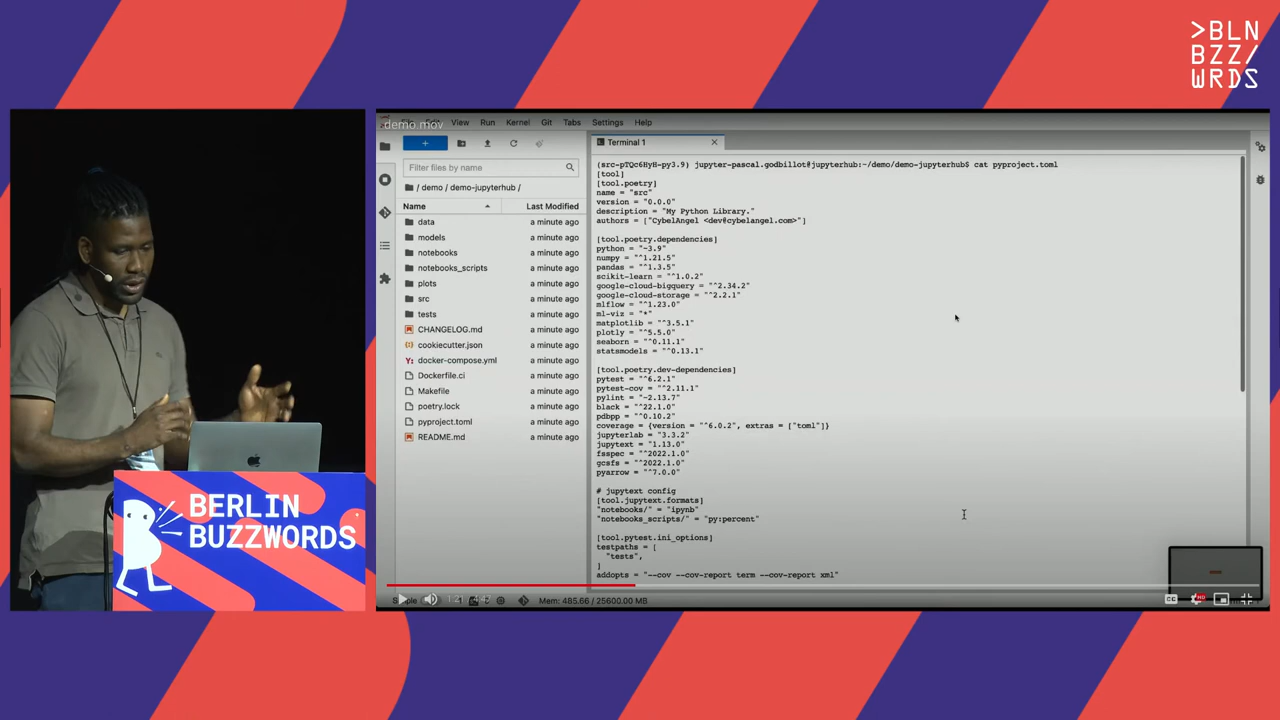 >BLN
BZZ/
WRDS
BERLIN
BUZZWORDS
demo.mov
View Run Kernel Git Tabs Settings Help
+
Filter files by name
/ demo / demo-jupyterhub /
Name Last Modified
data a minute ago
models a minute ago
notebooks a minute ago
notebooks_scripts a minute ago
plots a minute ago
src a minute ago
tests a minute ago
CHANGELOG.md a minute ago
cookiecutter.json a minute ago
docker-compose.yml a minute ago
Dockerfile.ci a minute ago
Makefile a minute ago
poetry.lock a minute ago
pyproject.toml a minute ago
README.md a minute ago
Terminal 1
(src-pTQc6HyH-py3.9) jupyter-pascal.godbillot@jupyterhub:~/demo/demo-jupyterhub$ cat pyproject.toml
[tool]
[tool.poetry]
name = "src"
version = "0.0.0"
description = "My Python Library."
authors = ["CybelAngel <dev@cybelangel.com>"]
[tool.poetry.dependencies]
python = "~3.9"
numpy = "^1.21.5"
pandas = "^1.3.5"
scikit-learn = "^1.0.2"
google-cloud-bigquery = "^2.34.2"
google-cloud-storage = "^2.2.1"
mlflow = "^1.23.0"
ml-viz = "*"
matplotlib = "^3.5.1"
plotly = "^5.5.0"
seaborn = "^0.11.1"
statsmodels = "^0.13.1"
[tool.poetry.dev-dependencies]
pytest = "^6.2.1"
pytest-cov = "^2.11.1"
pylint = "~2.13.7"
black = "^22.1.0"
pdbpp = "^0.10.2"
coverage = {version = "^6.0.2", extras = ["toml"]}
jupyterlab = "3.3.2"
jupytext = "1.13.0"
fsspec = "^2022.1.0"
gcsfs = "^2022.1.0"
pyarrow = "^7.0.0"
# jupytext config
[tool.jupytext.formats]
"notebooks/" = "ipynb"
"notebooks_scripts/" = "py:percent"
[tool.pytest.ini_options]
testpaths = [
"tests",
]
addopts = "--cov --cov-report term --cov-report xml"
Mem: 485.66 / 25600.00 MB
CC HD